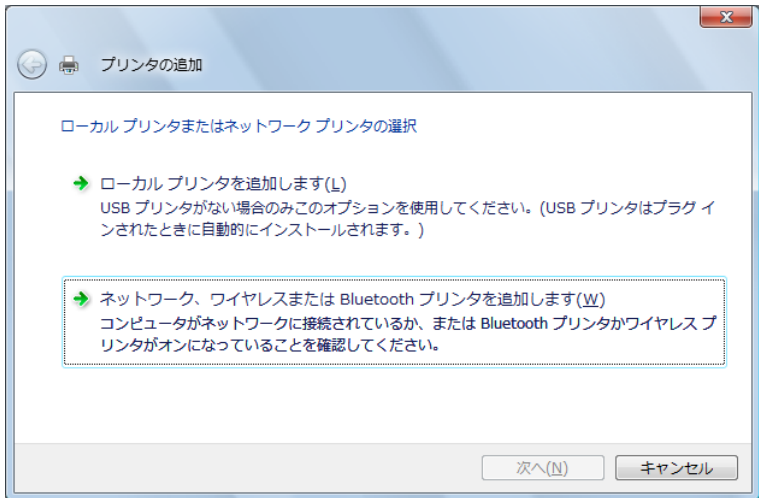 プリンタの追加
ローカル プリンタまたはネットワーク プリンタの選択
ローカル プリンタを追加します(L)
USB プリンタがない場合のみこのオプションを使用してください。(USB プリンタはプラグ イ
ンされたときに自動的にインストールされます。)
ネットワーク、ワイヤレスまたは Bluetooth プリンタを追加します(W)
コンピュータがネットワークに接続されているか、または Bluetooth プリンタかワイヤレス プ
リンタがオンになっていることを確認してください。
次へ(N)
キャンセル